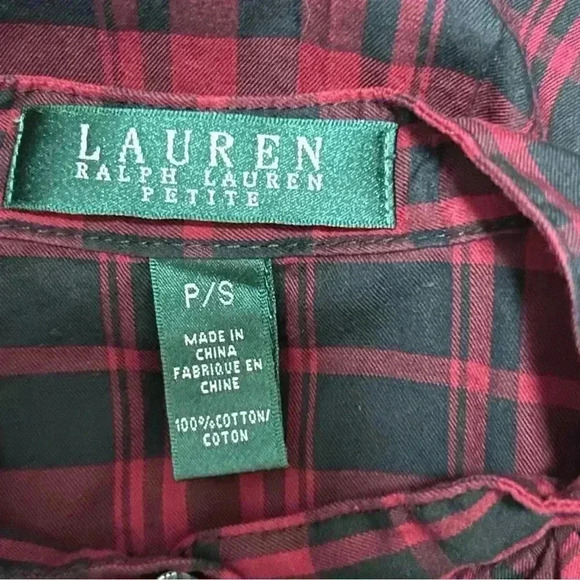 LAUREN
RALPH LAUREN
PETITE
P/S
MADE IN
CHINA
FABRIQUE EN
CHINE
100%COTTON/
COTON